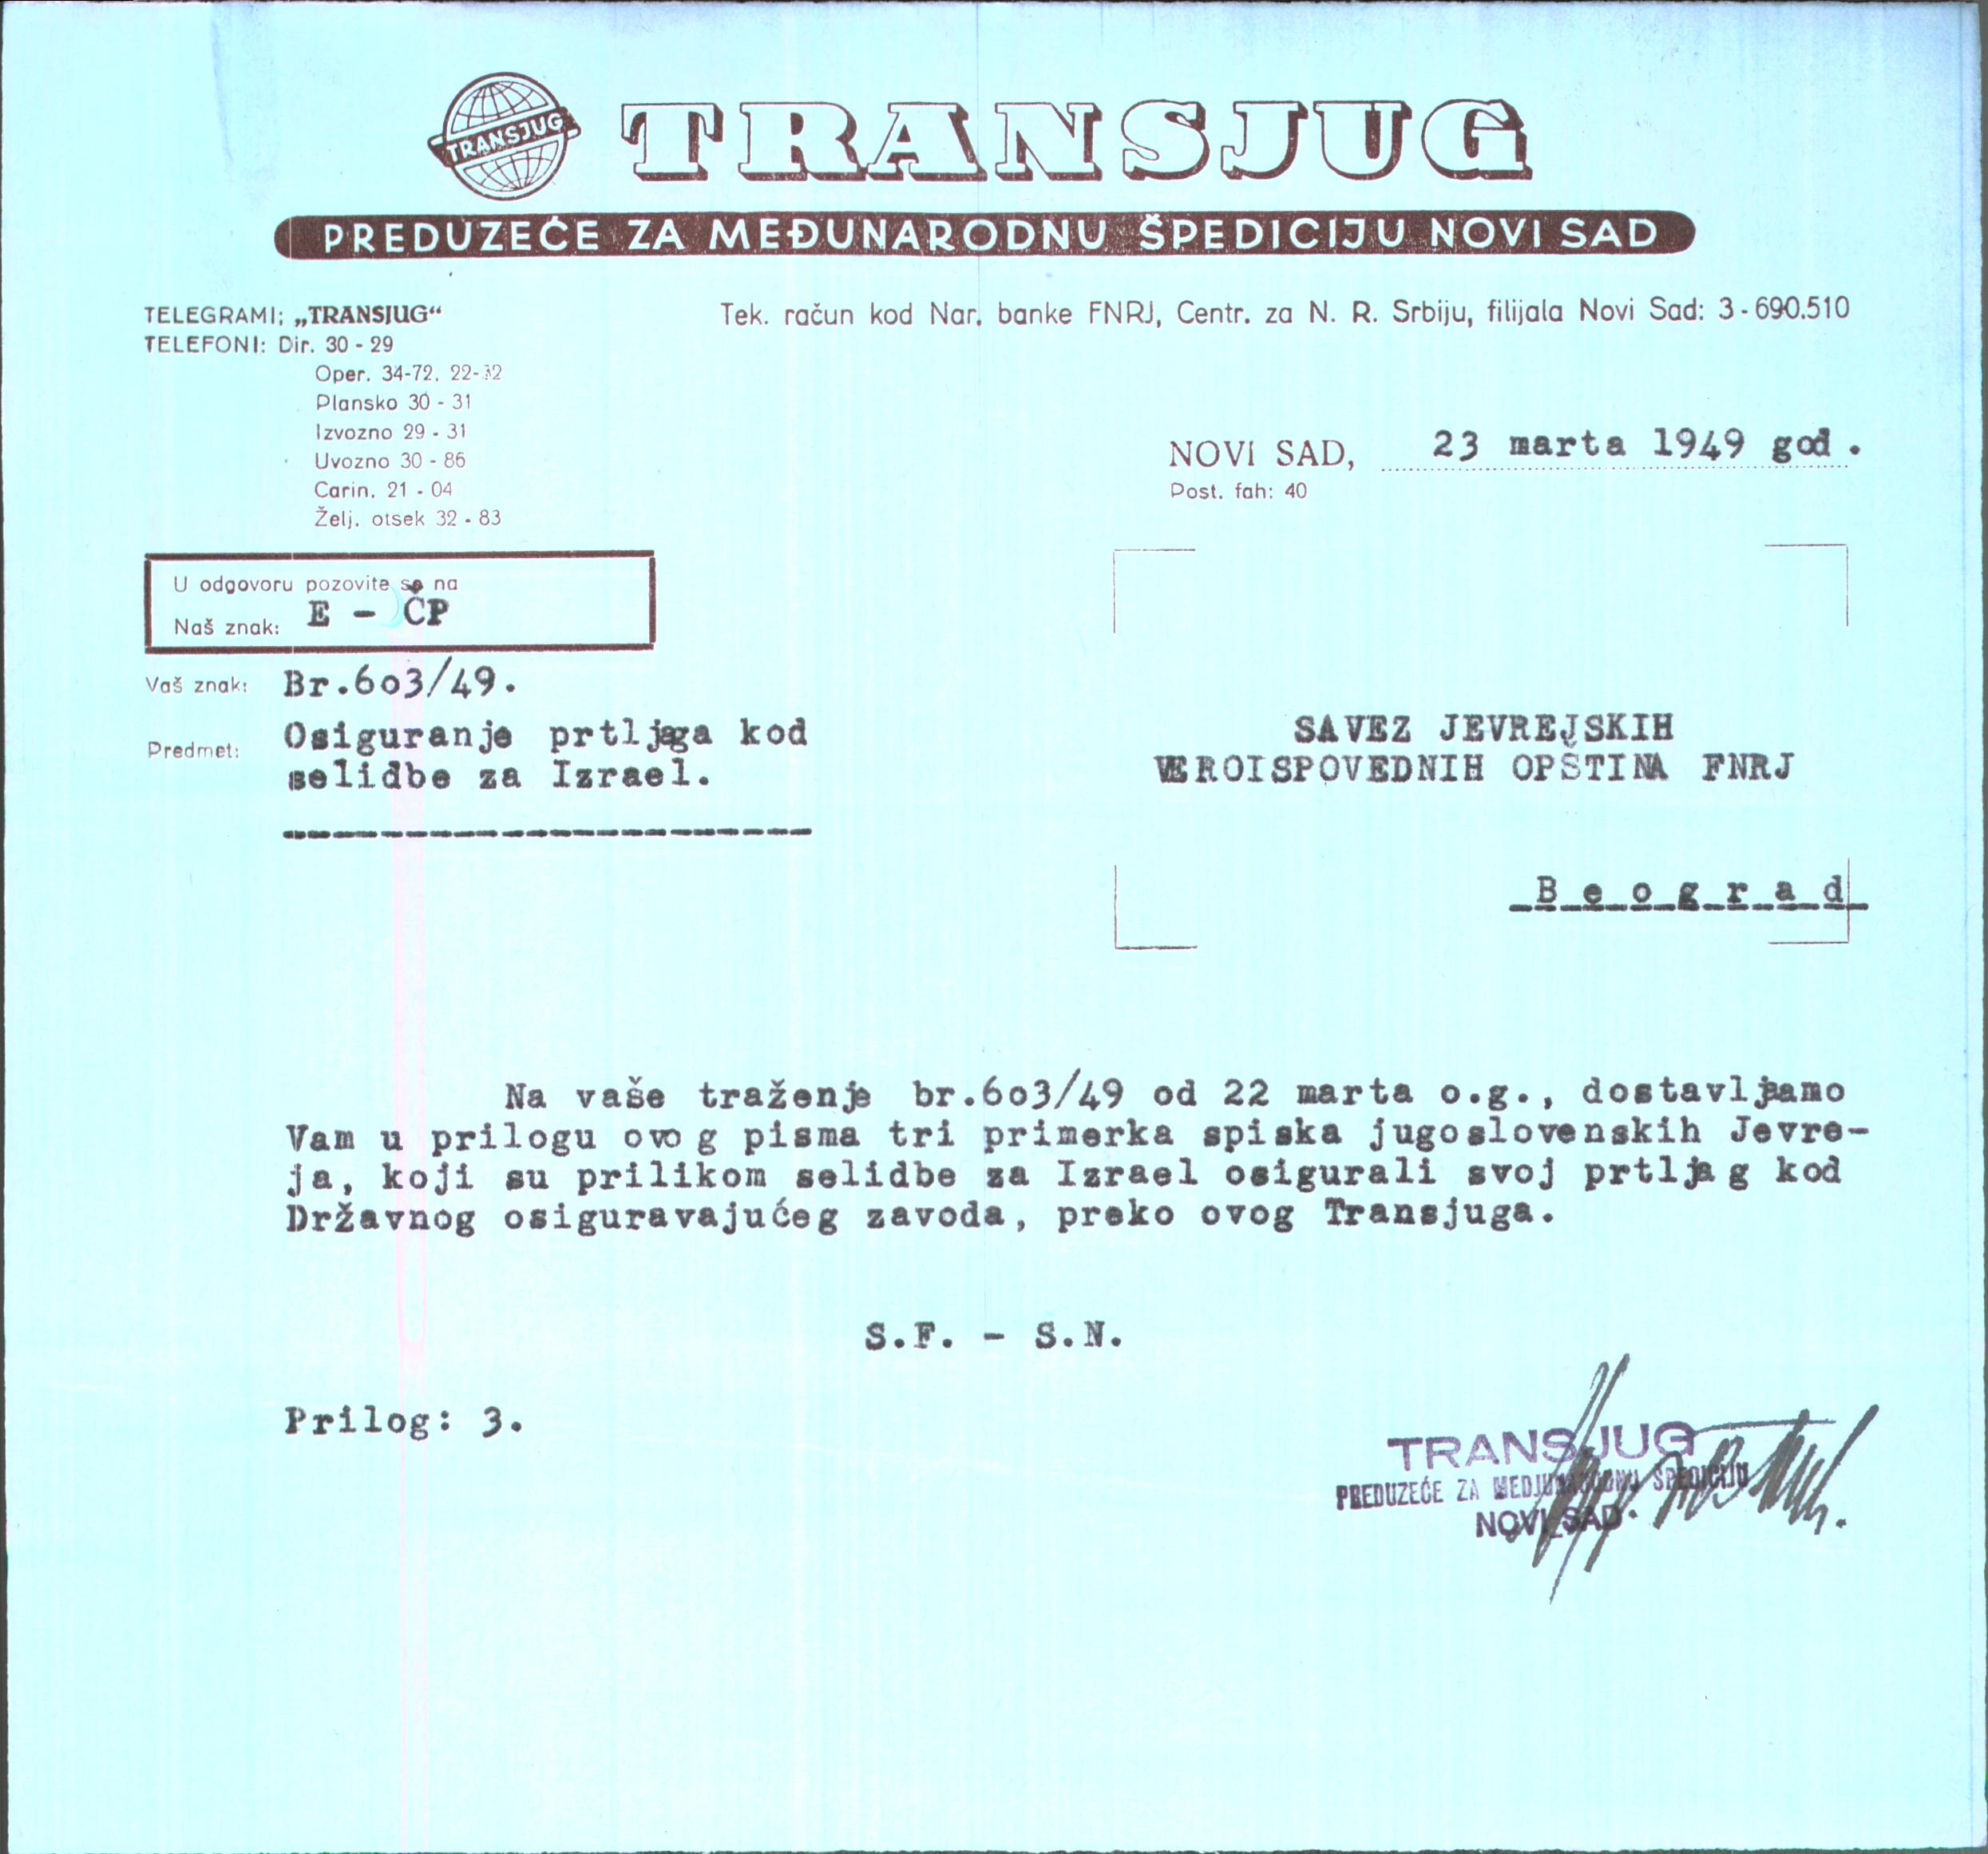 TRANSJUG
TRANSJUG
PREDUZEĆE ZA MEĐUNARODNU ŠPEDICIJU NOVI SAD
TELEGRAMI: „TRANSJUG“
Tek. račun kod Nar. banke FNRJ, Centr. za N. R. Srbiju, filijala Novi Sad: 3-690.510
TELEFONI: Dir. 30 - 29
Oper. 34-72, 22-32
Plansko 30 - 31
Izvozno 29 - 31
Uvozno 30 - 86
Carin. 21 - 04
Želj. otsek 32 - 83
NOVI SAD, 23 marta 1949 god.
Post. fah: 40
U odgovoru pozovite se na
Naš znak: E - ČP
Vaš znak: Br.603/49.
Predmet: Osiguranje prtljaga kod
selidbe za Izrael.
SAVEZ JEVREJSKIH
VEROISPOVEDNIH OPŠTINA FNRJ
Beograd
Na vaše traženje br.603/49 od 22 marta o.g., dostavljamo
Vam u prilogu ovog pisma tri primerka spiska jugoslovenskih Jevre-
ja, koji su prilikom selidbe za Izrael osigurali svoj prtljag kod
Državnog osiguravajućeg zavoda, preko ovog Transjuga.
S.F. - S.N.
Prilog: 3.
TRANSJUG
PREDUZEĆE ZA MEDJUNARODNU ŠPEDICIJU
NOVI SAD